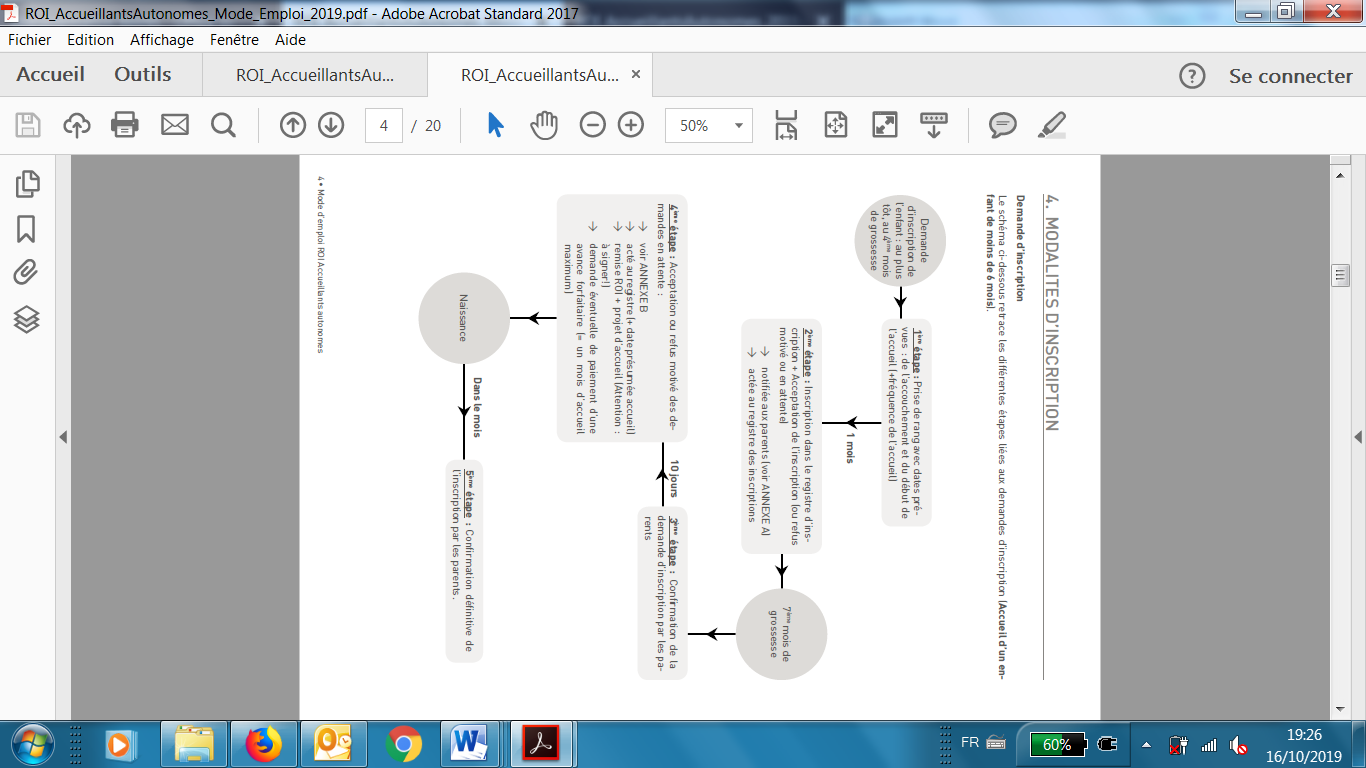 ROI_AccueillantsAutonomes_Mode_Emploi_2019.pdf - Adobe Acrobat Standard 2017
Fichier Edition Affichage Fenêtre Aide
Accueil Outils ROI_AccueillantsAu... ROI_AccueillantsAu... × ? Se connecter
4 / 20 50%
4. MODALITES D'INSCRIPTION
Demande d'inscription
Le schéma ci-dessous retrace les différentes étapes liées aux demandes d'inscription (Accueil d'un en-
fant de moins de 6 mois).
Demande
d'inscription de
l'enfant : au plus
tôt, au 4ème mois
de grossesse
1ère étape : Prise de rang avec dates pré-
vues : de l'accouchement et du début de
l'accueil (+fréquence de l'accueil)
1 mois
2ème étape : Inscription dans le registre d'ins-
cription + Acceptation de l'inscription (ou refus
motivé ou en attente)
→ notifiée aux parents (voir ANNEXE A)
→ actée au registre des inscriptions
7ème mois de
grossesse
3ème étape : Confirmation de la
demande d'inscription par les pa-
rents
10 jours
4ème étape : Acceptation ou refus motivé des de-
mandes en attente :
→ voir ANNEXE B
→ acté au registre (+ date présumée accueil)
→ remise ROI + projet d'accueil (Attention :
à signer!)
→ demande éventuelle de paiement d'une
avance forfaitaire (= un mois d'accueil
maximum)
Naissance
Dans le mois
5ème étape : Confirmation définitive de
l'inscription par les parents.
4 • Mode d'emploi ROI Accueillants autonomes
FR 60% 19:26
16/10/2019